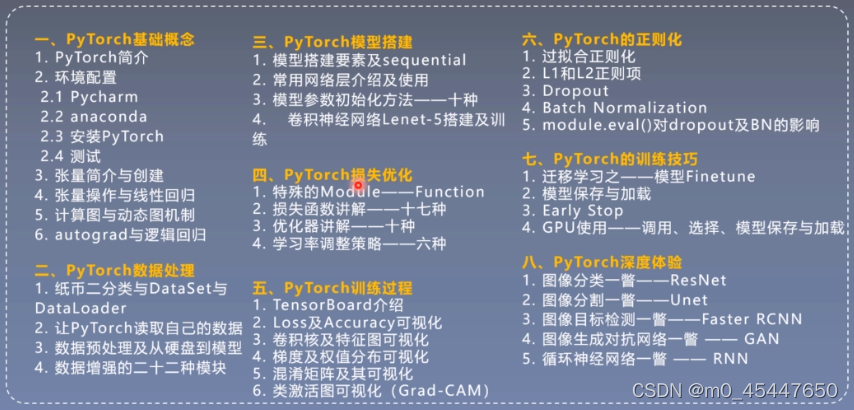 一、PyTorch基础概念
1. PyTorch简介
2. 环境配置
2.1 Pycharm
2.2 anaconda
2.3 安装PyTorch
2.4 测试
3. 张量简介与创建
4. 张量操作与线性回归
5. 计算图与动态图机制
6. autograd与逻辑回归
二、PyTorch数据处理
1. 纸币二分类与DataSet与
DataLoader
2. 让PyTorch读取自己的数据
3. 数据预处理及从硬盘到模型
4. 数据增强的二十二种模块
三、PyTorch模型搭建
1. 模型搭建要素及sequential
2. 常用网络层介绍及使用
3. 模型参数初始化方法——十种
4. 卷积神经网络Lenet-5搭建及训
练
四、PyTorch损失优化
1. 特殊的Module——Function
2. 损失函数讲解——十七种
3. 优化器讲解——十种
4. 学习率调整策略——六种
五、PyTorch训练过程
1. TensorBoard介绍
2. Loss及Accuracy可视化
3. 卷积核及特征图可视化
4. 梯度及权值分布可视化
5. 混淆矩阵及其可视化
6. 类激活图可视化（Grad-CAM）
六、PyTorch的正则化
1. 过拟合正则化
2. L1和L2正则项
3. Dropout
4. Batch Normalization
5. module.eval()对dropout及BN的影响
七、PyTorch的训练技巧
1. 迁移学习之——模型Finetune
2. 模型保存与加载
3. Early Stop
4. GPU使用——调用、选择、模型保存与加载
八、PyTorch深度体验
1. 图像分类一瞥——ResNet
2. 图像分割一瞥——Unet
3. 图像目标检测一瞥——Faster RCNN
4. 图像生成对抗网络一瞥 —— GAN
5. 循环神经网络一瞥 —— RNN
CSDN @m0_45447650